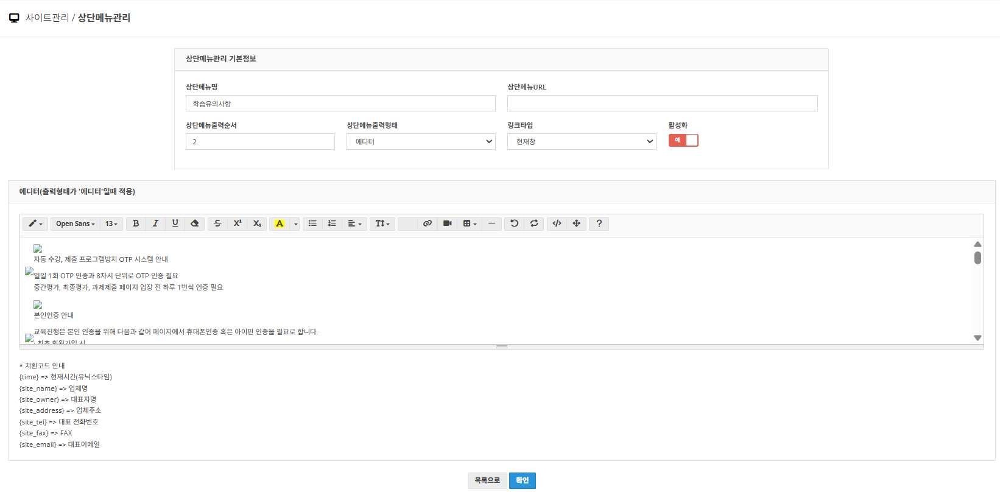 사이트관리 / 상단메뉴관리
상단메뉴관리 기본정보
상단메뉴명
상단메뉴URL
학습유의사항
상단메뉴출력순서
상단메뉴출력형태
링크타입
활성화
2
에디터
현재창
예
에디터(출력형태가 '에디터'일때 적용)
Open Sans
13
B I U S X² X₁ A T ?
자동 수강, 제출 프로그램방지 OTP 시스템 안내
일일 1회 OTP 인증과 8차시 단위로 OTP 인증 필요
중간평가, 최종평가, 과제제출 페이지 입장 전 하루 1번씩 인증 필요
본인인증 안내
교육진행은 본인 인증을 위해 다음과 같이 페이지에서 휴대폰인증 혹은 아이핀 인증을 필요로 합니다.
· 최초 회원가입 시
* 치환코드 안내
{time} => 현재시간(유닉스타임)
{site_name} => 업체명
{site_owner} => 대표자명
{site_address} => 업체주소
{site_tel} => 대표 전화번호
{site_fax} => FAX
{site_email} => 대표이메일
목록으로
확인